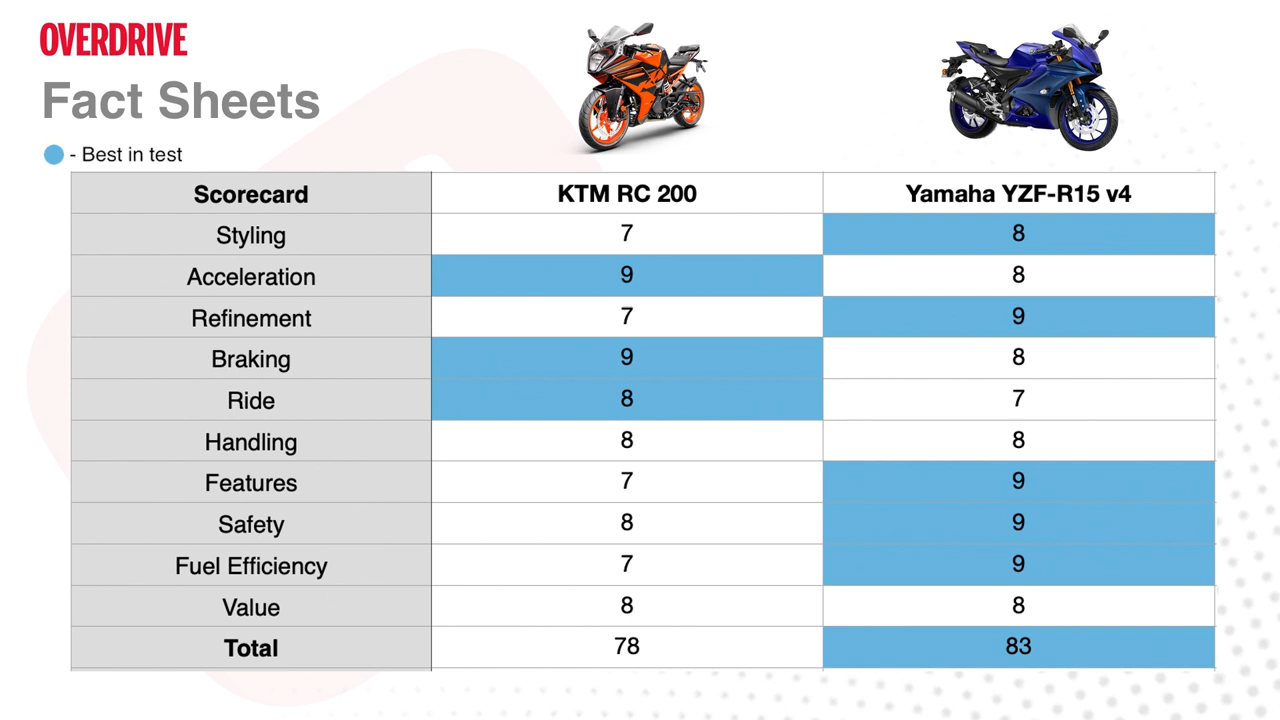 OVERDRIVE
Fact Sheets
- Best in test
Scorecard KTM RC 200 Yamaha YZF-R15 v4
Styling 7 8
Acceleration 9 8
Refinement 7 9
Braking 9 8
Ride 8 7
Handling 8 8
Features 7 9
Safety 8 9
Fuel Efficiency 7 9
Value 8 8
Total 78 83